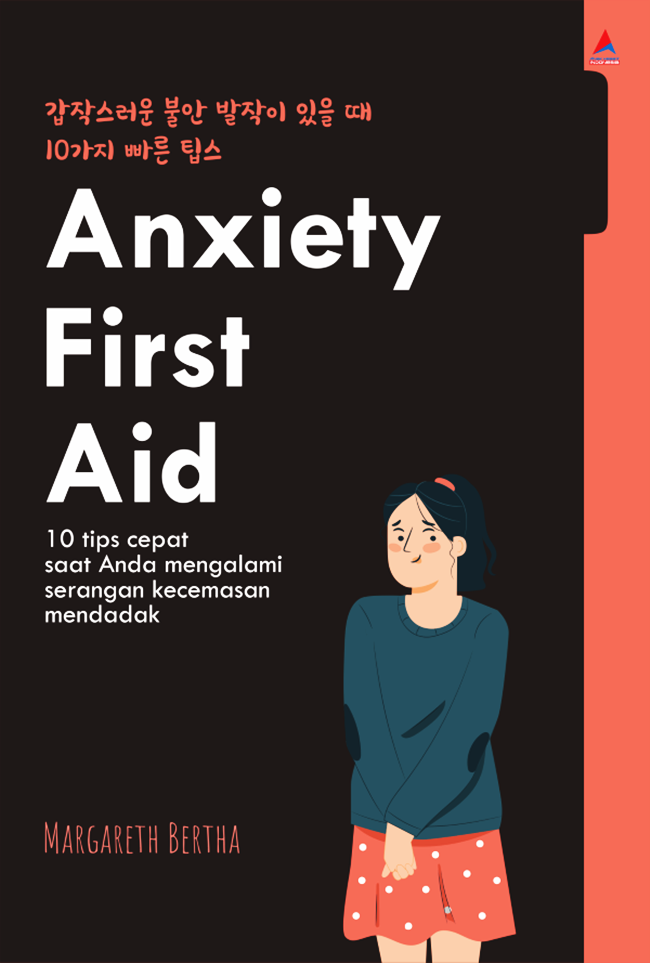 갑작스러운 불안 발작이 있을 때
10가지 빠른 팁스
Anxiety
First
Aid
10 tips cepat
saat Anda mengalami
serangan kecemasan
mendadak
MARGARETH BERTHA